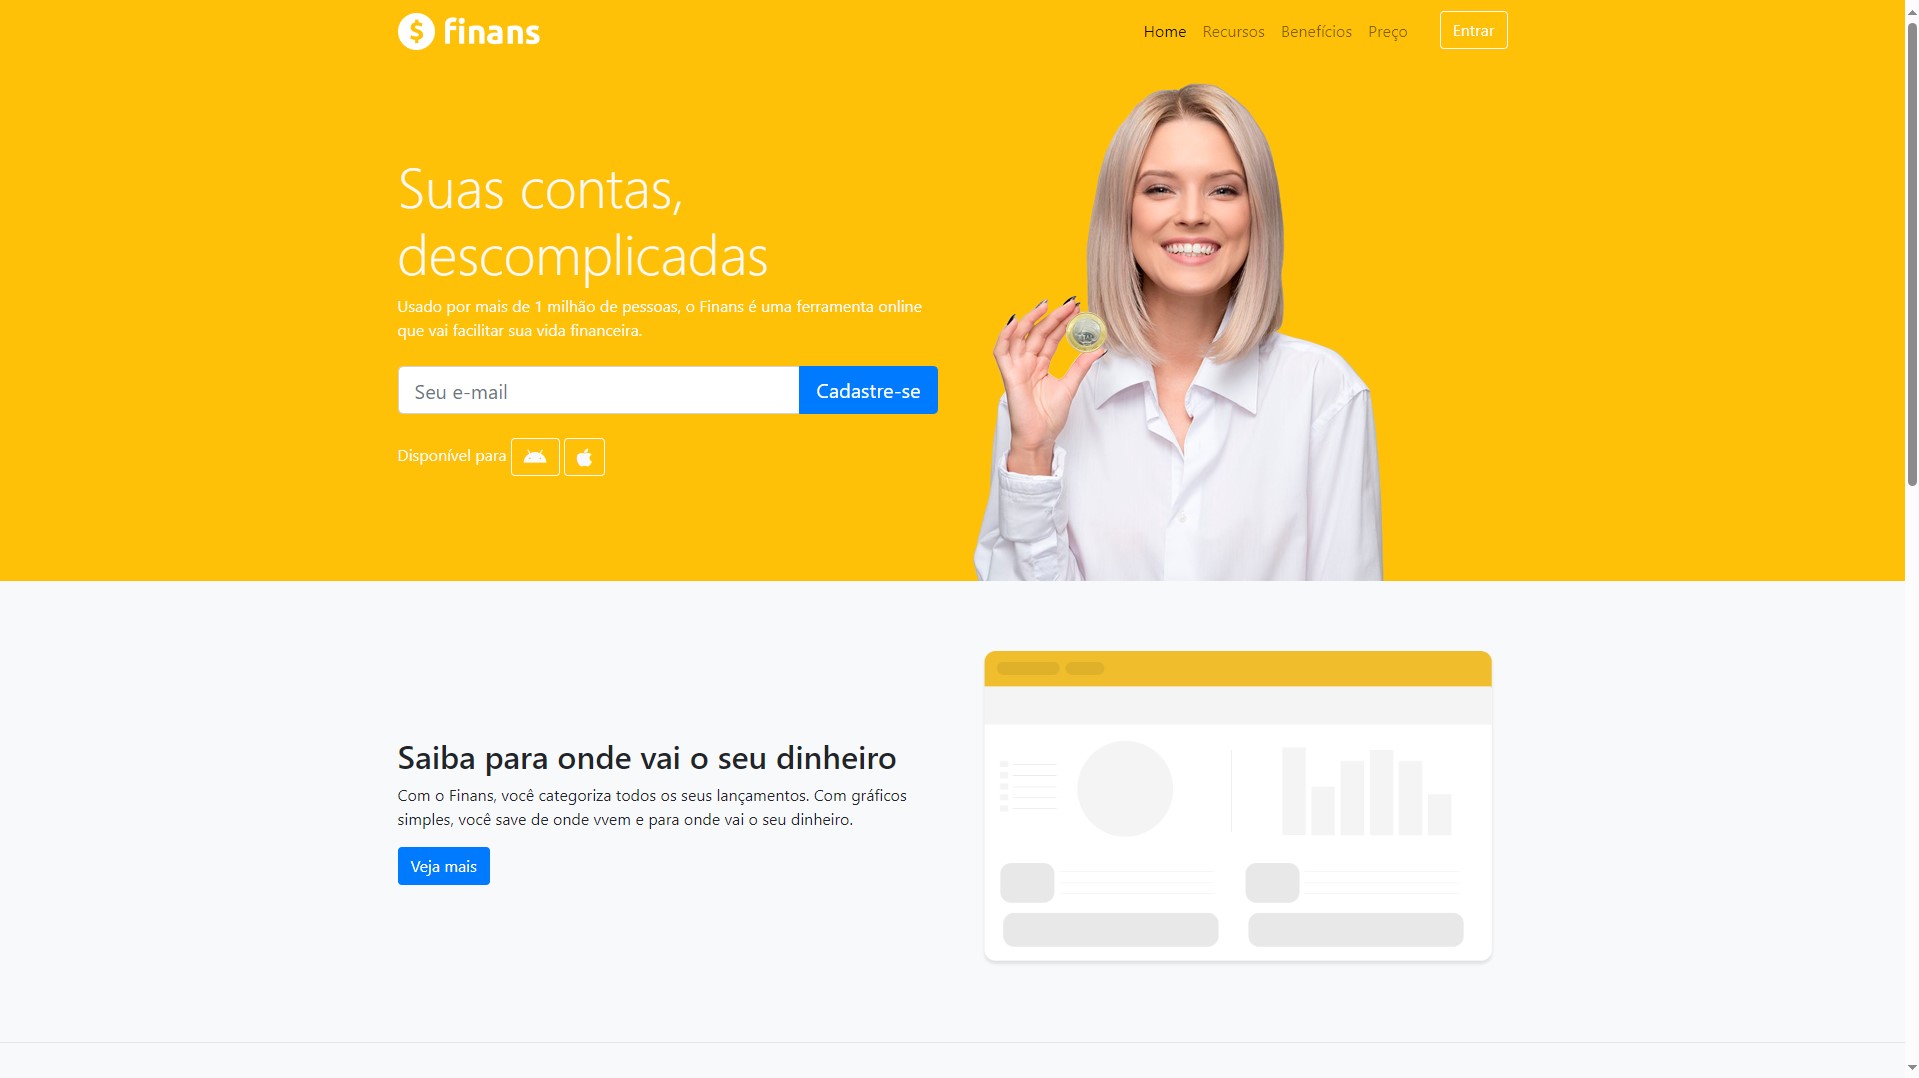 finans
Home Recursos Benefícios Preço Entrar
Suas contas,
descomplicadas
Usado por mais de 1 milhão de pessoas, o Finans é uma ferramenta online
que vai facilitar sua vida financeira.
Seu e-mail Cadastre-se
Disponível para
Saiba para onde vai o seu dinheiro
Com o Finans, você categoriza todos os seus lançamentos. Com gráficos
simples, você save de onde vvem e para onde vai o seu dinheiro.
Veja mais